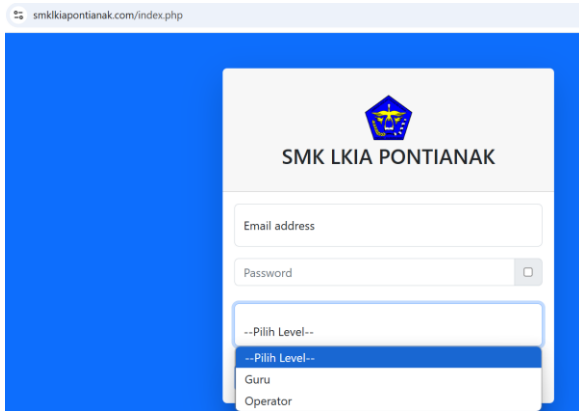 smklkiapontianak.com/index.php
SMK LKIA PONTIANAK
Email address
Password
--Pilih Level--
--Pilih Level--
Guru
Operator